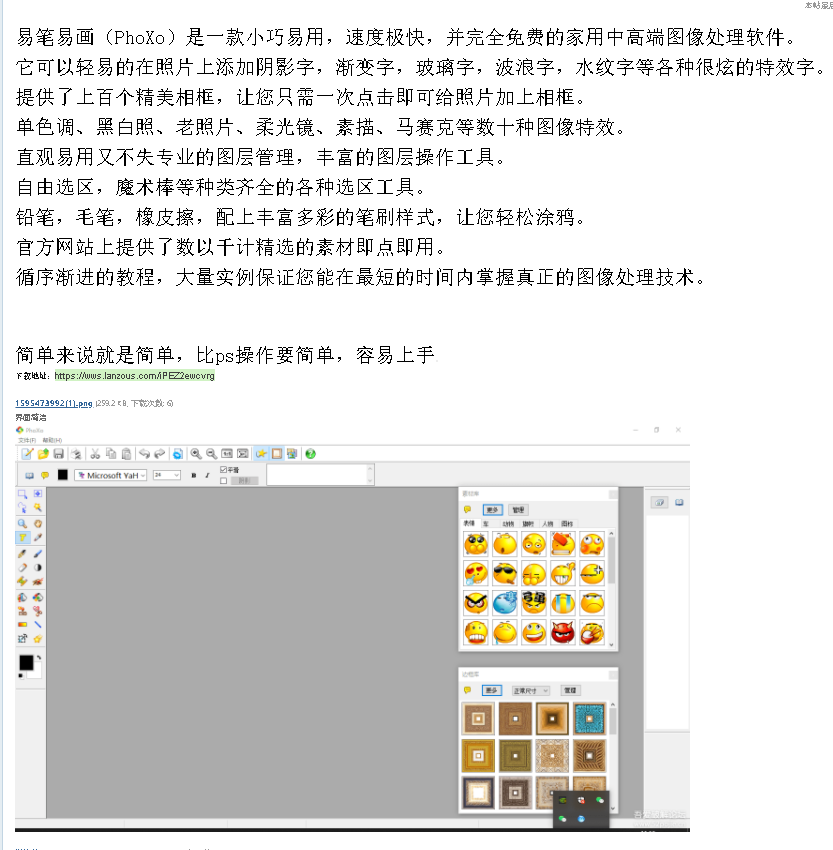 易笔易画（PhoXo）是一款小巧易用，速度极快，并完全免费的家用中高端图像处理软件。
它可以轻易的在照片上添加阴影字，渐变字，玻璃字，波浪字，水纹字等各种很炫的特效字。
提供了上百个精美相框，让您只需一次点击即可给照片加上相框。
单色调、黑白照、老照片、柔光镜、素描、马赛克等数十种图像特效。
直观易用又不失专业的图层管理，丰富的图层操作工具。
自由选区，魔术棒等种类齐全的各种选区工具。
铅笔，毛笔，橡皮擦，配上丰富多彩的笔刷样式，让您轻松涂鸦。
官方网站上提供了数以千计精选的素材即点即用。
循序渐进的教程，大量实例保证您能在最短的时间内掌握真正的图像处理技术。
简单来说就是简单，比ps操作要简单，容易上手
下载地址：https://wws.lanzous.com/iPEZ2ewcvrg
1595473992(1).png (259.2 KB, 下载次数: 6)
界面简洁
PhoXo
文件(F) 帮助(H)
Microsoft YaH 24 B I 平滑
素材库
更多 管理
表情 车 动物 旗帜 人物 图标
边框库
更多 正常尺寸 管理